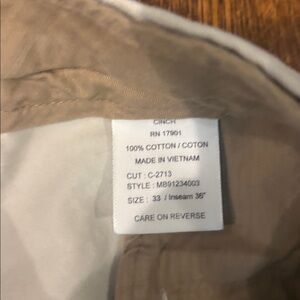 CINCH
RN 17901
100% COTTON / COTON
MADE IN VIETNAM
CUT : C-2713
STYLE : MB91234003
SIZE : 33 / Inseam 36"
CARE ON REVERSE